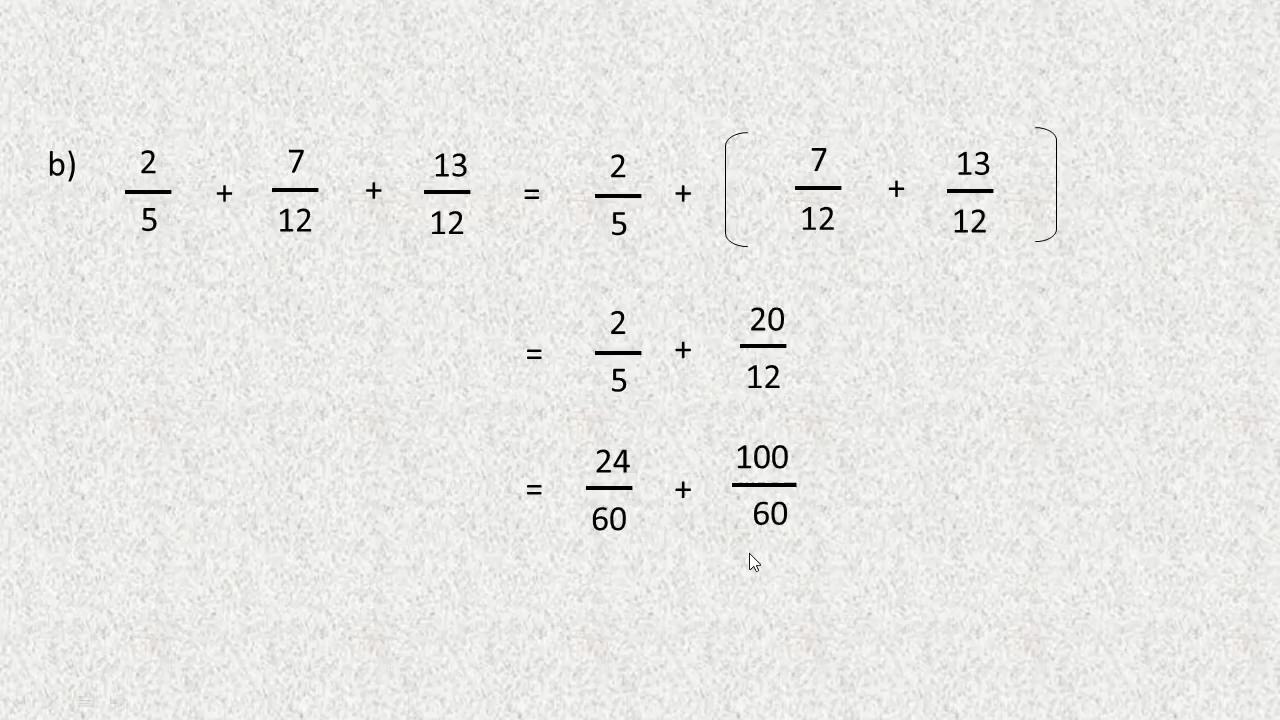 b) 2/5 + 7/12 + 13/12 = 2/5 + (7/12 + 13/12)
= 2/5 + 20/12
= 24/60 + 100/60